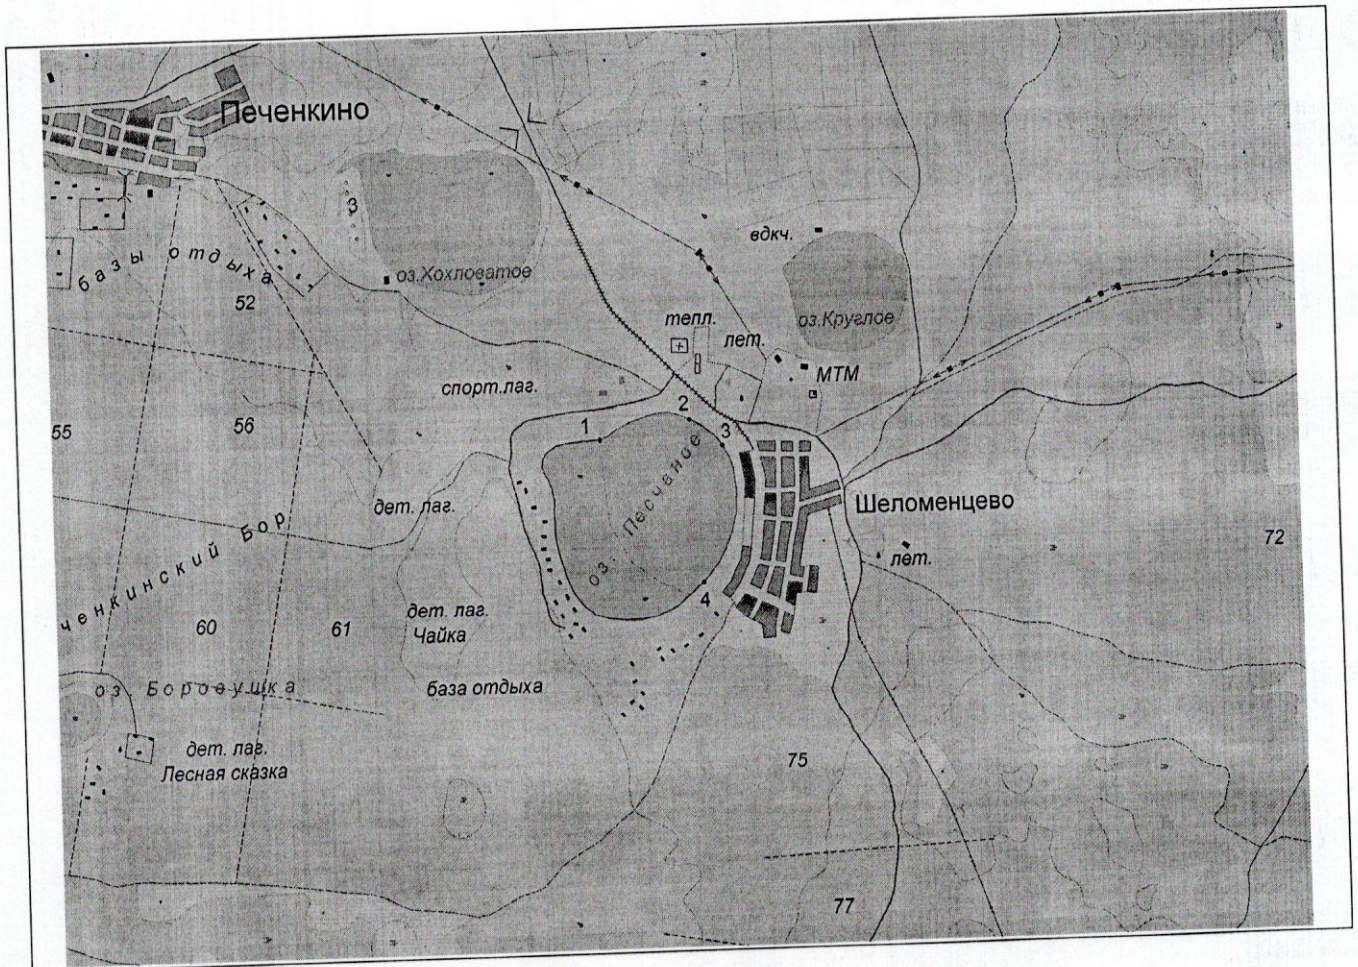 Печенкино
3
вдкч.
базы отдыха
оз.Хохловатое
52
тепл.
оз.Круглое
лет.
МТМ
спорт.лаг.
2
55
56
1
3
оз. Песчаное
Шеломенцево
дет. лаг.
72
лет.
ченкинский Бор
4
дет. лаг.
Чайка
60
61
оз Боровушка
база отдыха
дет. лаг.
Лесная сказка
75
77